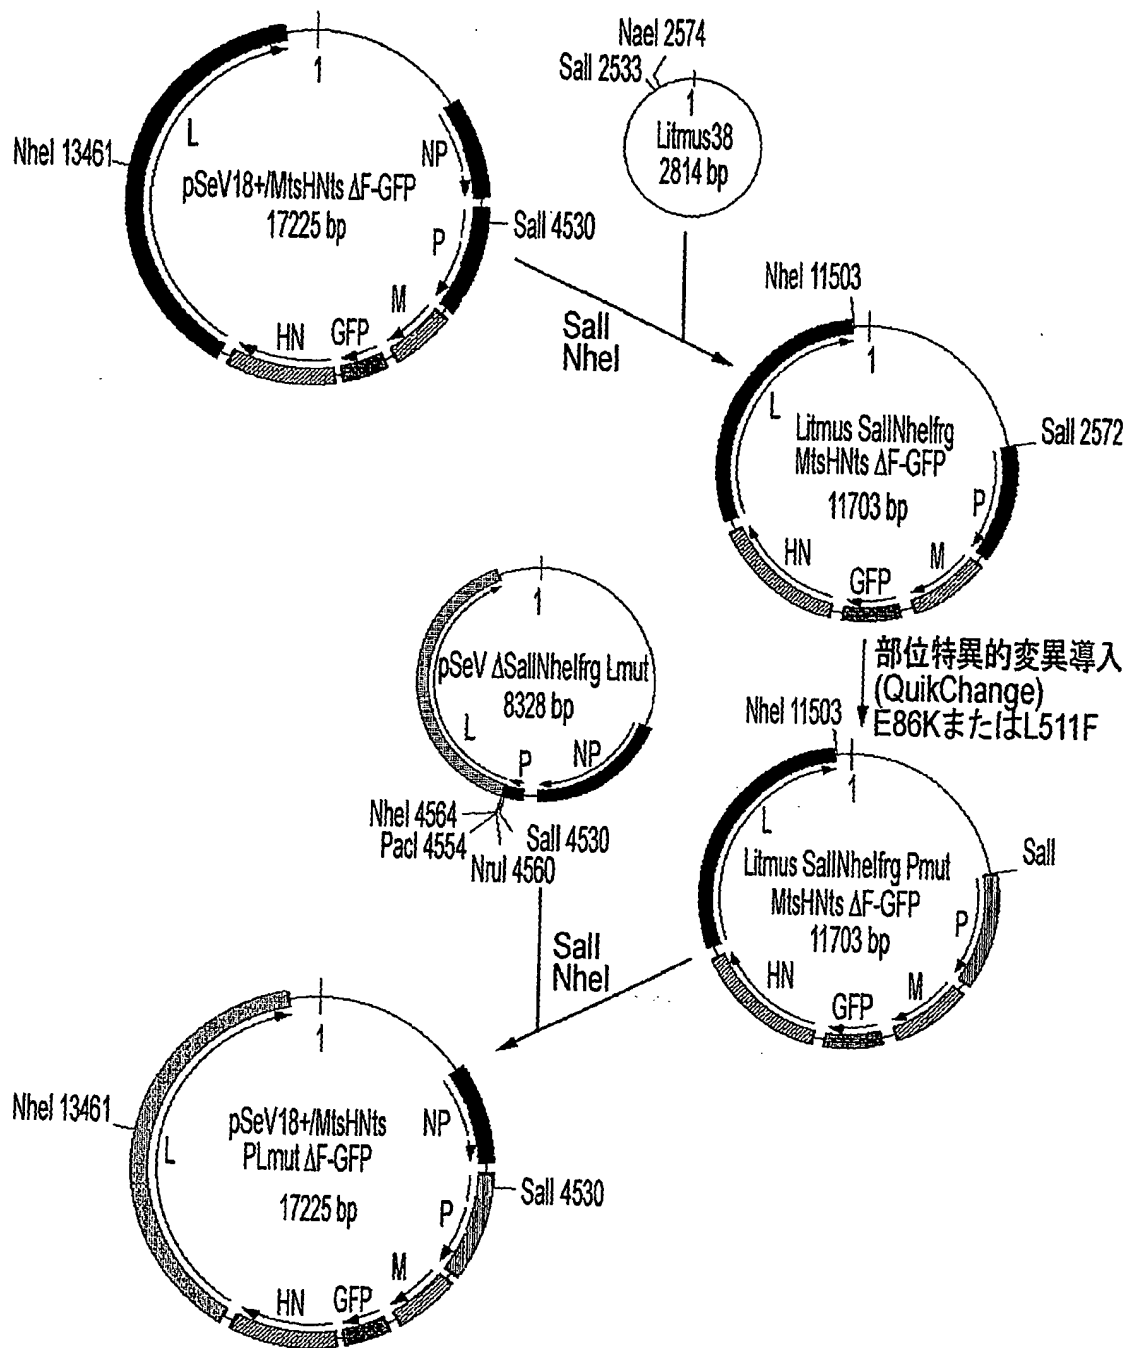 1
L
NheI 13461
NP
pSeV18+/MtsHNts ΔF-GFP
17225 bp
SalI 4530
P
M
GFP
HN
NaeI 2574
SalI 2533
1
Litmus38
2814 bp
SalI
NheI
NheI 11503
1
L
Litmus SalINheIfrg
MtsHNts ΔF-GFP
11703 bp
SalI 2572
P
M
GFP
HN
部位特異的変異導入
(QuikChange)
E86KまたはL511F
1
pSeV ΔSalINheIfrg Lmut
8328 bp
L
P
NP
NheI 4564
PacI 4554
SalI 4530
NruI 4560
NheI 11503
1
L
Litmus SalINheIfrg Pmut
MtsHNts ΔF-GFP
11703 bp
SalI
P
M
GFP
HN
SalI
NheI
1
NheI 13461
L
pSeV18+/MtsHNts
PLmut ΔF-GFP
17225 bp
NP
SalI 4530
P
M
GFP
HN